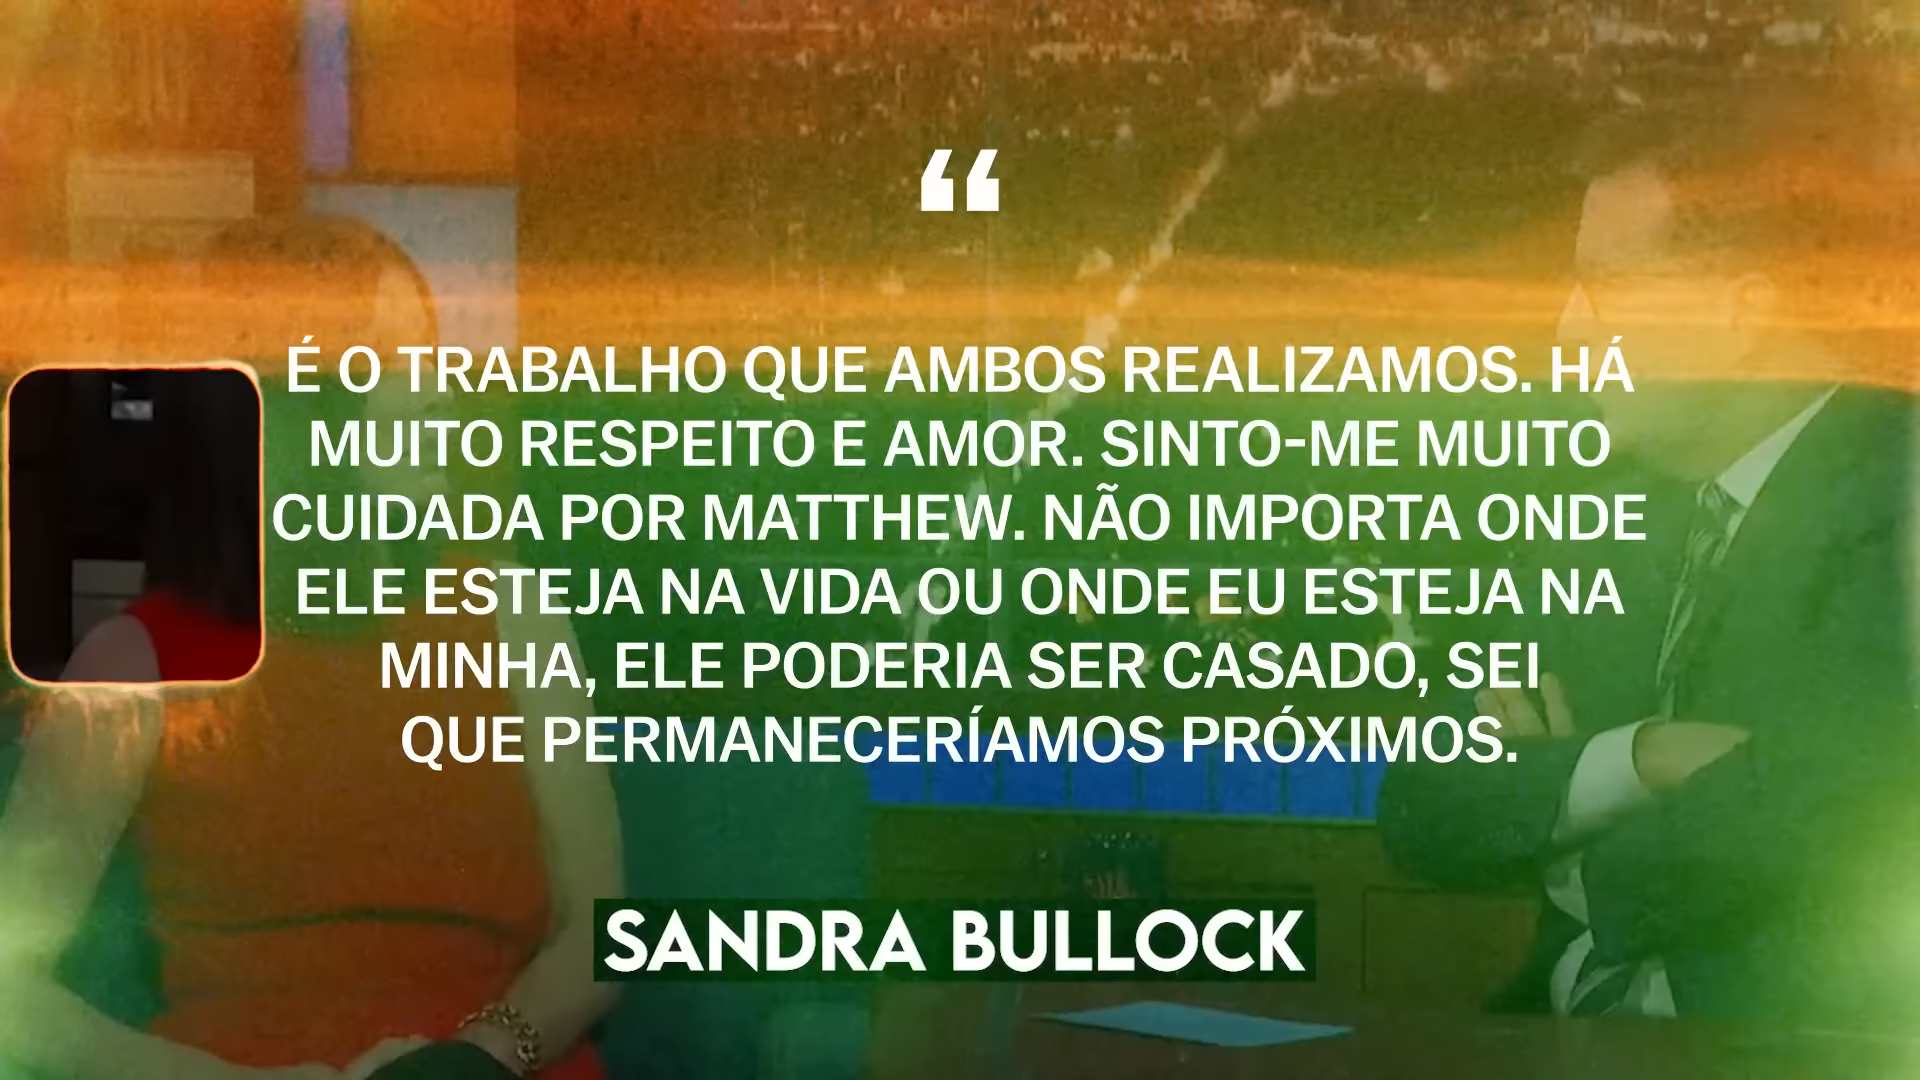 “
É O TRABALHO QUE AMBOS REALIZAMOS. HÁ
MUITO RESPEITO E AMOR. SINTO-ME MUITO
CUIDADA POR MATTHEW. NÃO IMPORTA ONDE
ELE ESTEJA NA VIDA OU ONDE EU ESTEJA NA
MINHA, ELE PODERIA SER CASADO, SEI
QUE PERMANECERÍAMOS PRÓXIMOS.
SANDRA BULLOCK